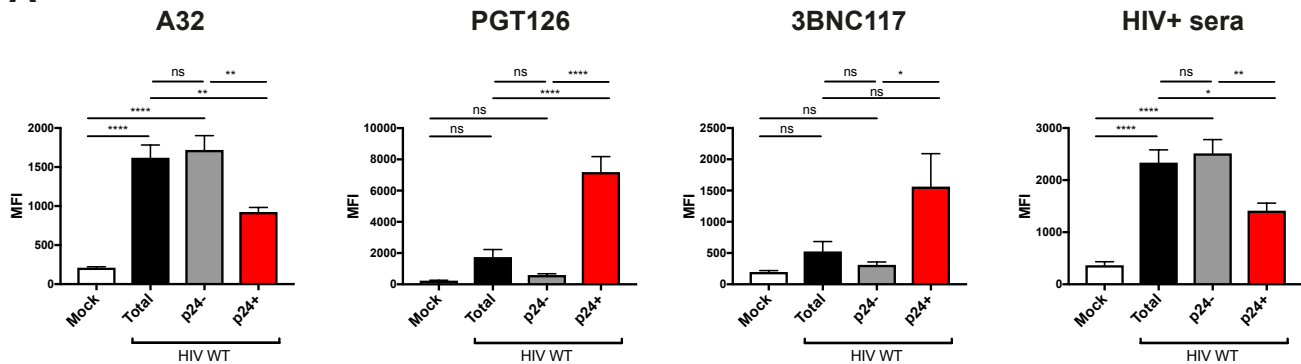 A32
ns
**
**
****
****
2000
1500
1000
500
0
MFI
Mock
Total
p24-
p24+
HIV WT
PGT126
ns
****
****
ns
ns
10000
8000
6000
4000
2000
0
MFI
Mock
Total
p24-
p24+
HIV WT
3BNC117
ns
*
ns
ns
ns
2500
2000
1500
1000
500
0
MFI
Mock
Total
p24-
p24+
HIV WT
HIV+ sera
ns
**
*
****
****
3000
2000
1000
0
MFI
Mock
Total
p24-
p24+
HIV WT